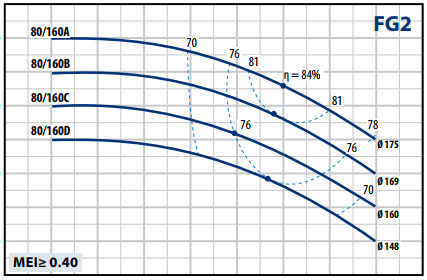 FG2
80/160A
70
76
81
80/160B
η = 84%
80/160C
81
76
78
Ø 175
80/160D
76
Ø 169
70
Ø 160
Ø 148
MEI≥ 0.40